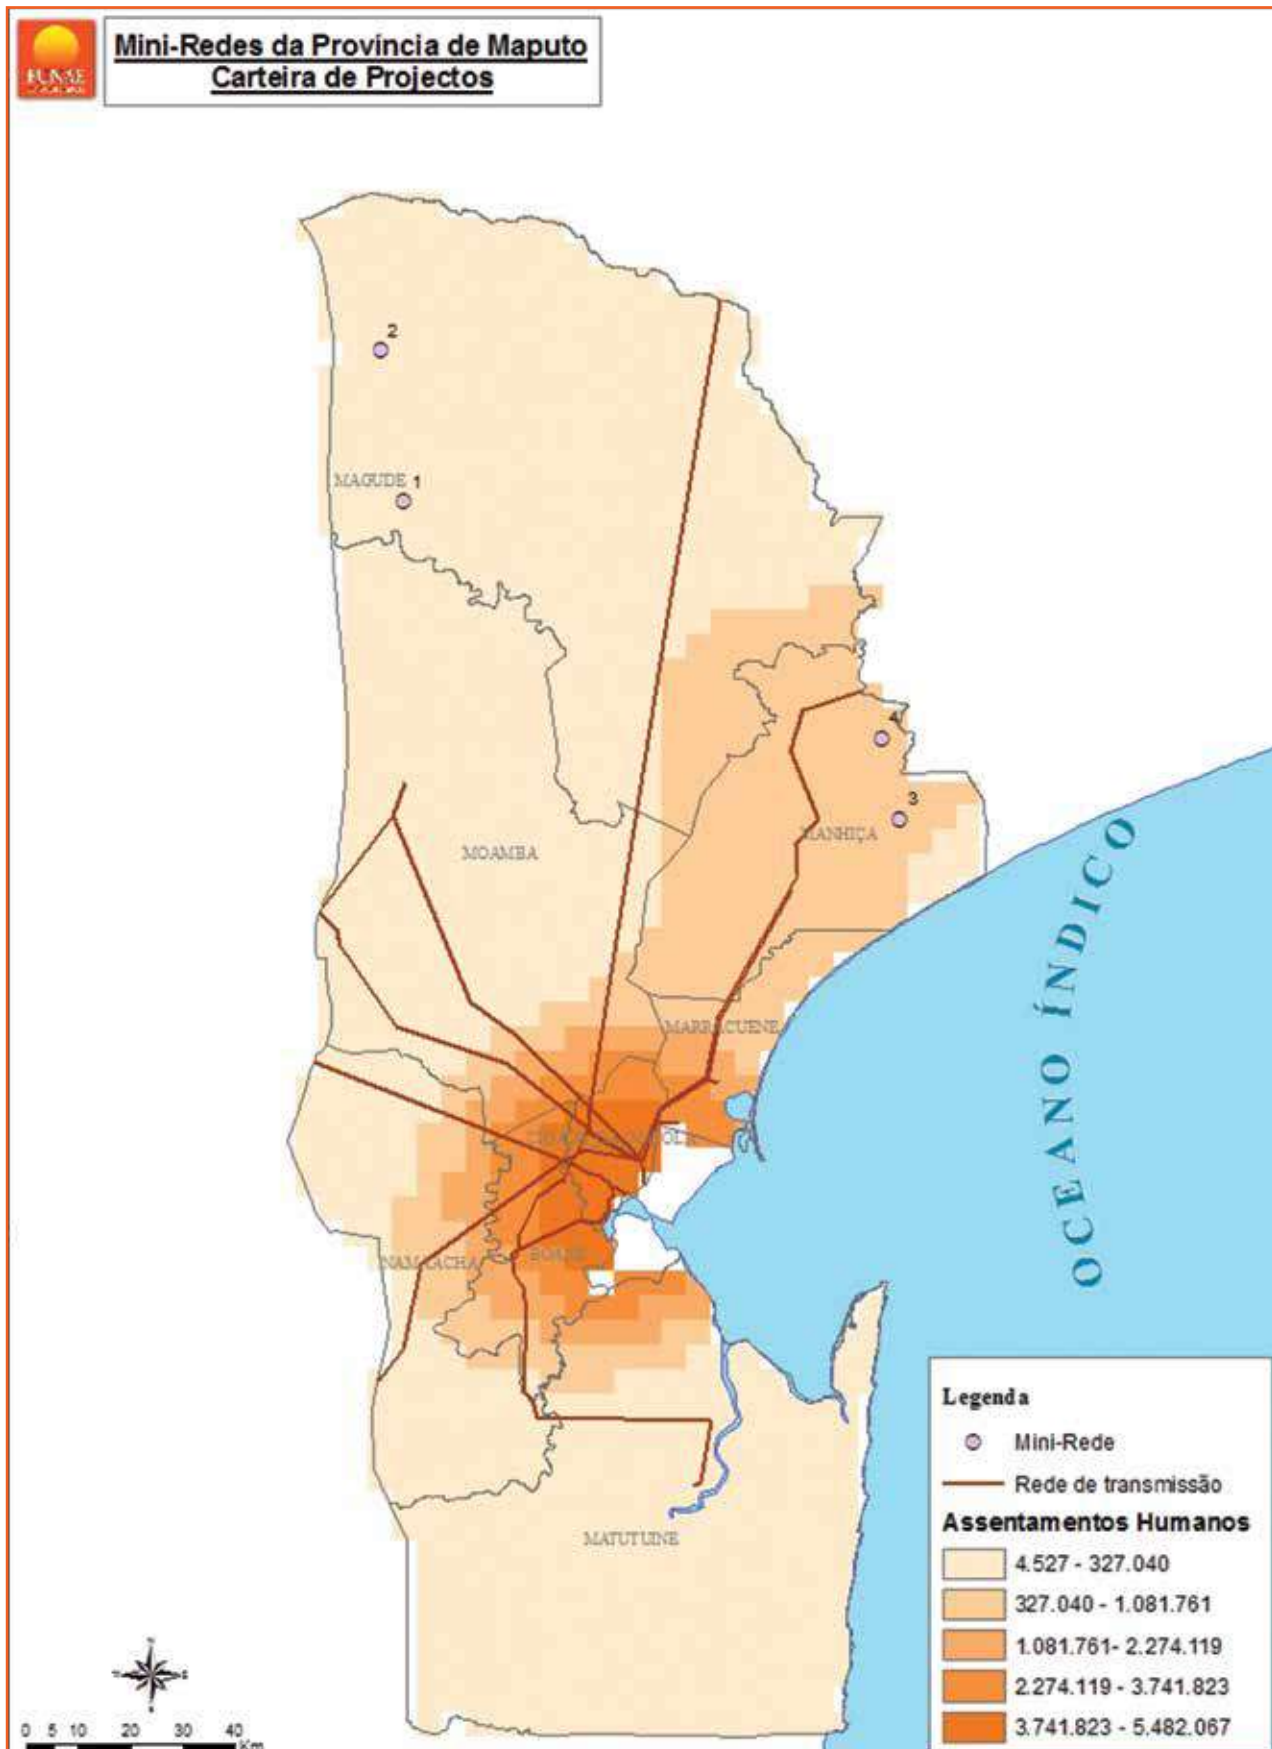 FUNAE
Mini-Redes da Província de Maputo
Carteira de Projectos
2
MAGUDE 1
4
3
MANHIÇA
MOAMBA
MARRACUENE
NAMAACHA
BOANE
MATUTUINE
OCEANO ÍNDICO
Legenda
Mini-Rede
Rede de transmissão
Assentamentos Humanos
4.527 - 327.040
327.040 - 1.081.761
1.081.761- 2.274.119
2.274.119 - 3.741.823
3.741.823 - 5.482.067
0 5 10 20 30 40
Km